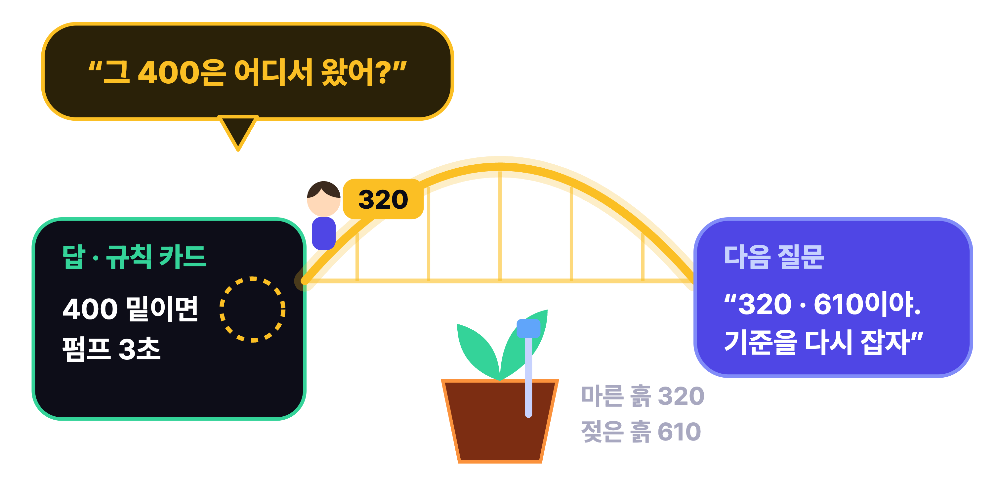 “그 400은 어디서 왔어?”
320
답 · 규칙 카드
400 밑이면
펌프 3초
다음 질문
“320 · 610이야.
기준을 다시 잡자”
마른 흙 320
젖은 흙 610